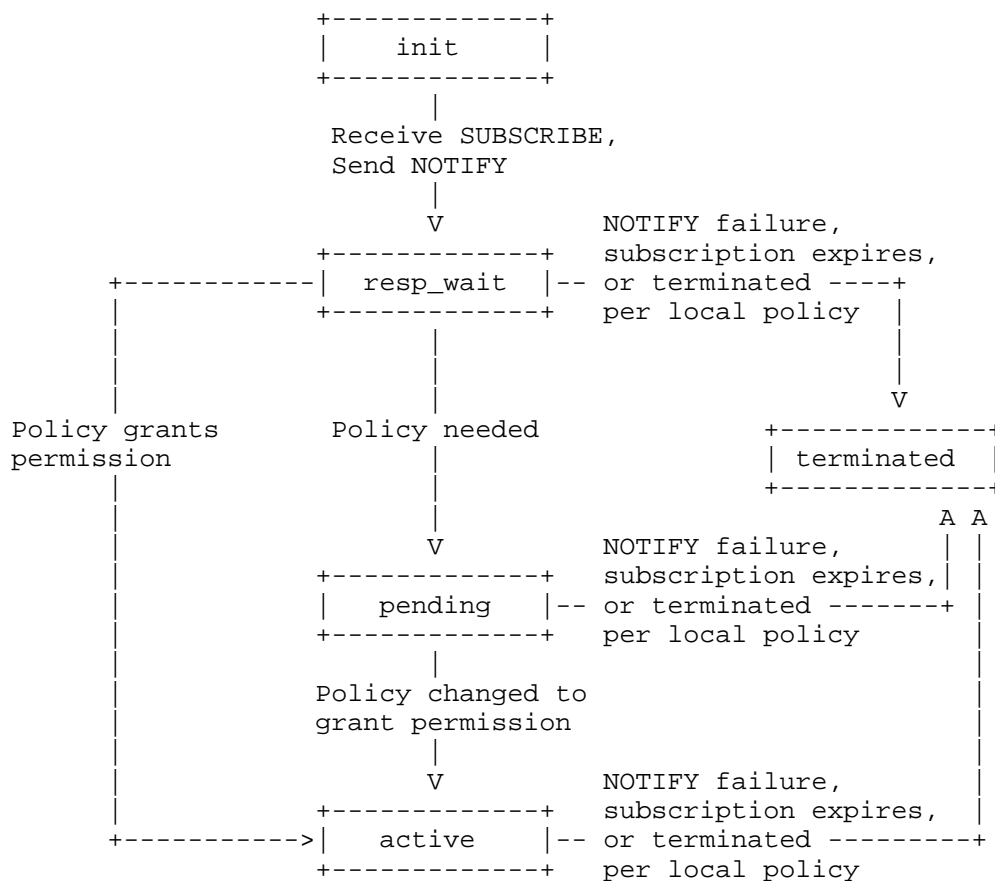 init
Receive SUBSCRIBE,
Send NOTIFY
V
NOTIFY failure,
subscription expires,
resp_wait
or terminated
per local policy
V
Policy grants
permission
Policy needed
terminated
A A
V
NOTIFY failure,
subscription expires,
pending
or terminated
per local policy
Policy changed to
grant permission
V
NOTIFY failure,
subscription expires,
active
or terminated
per local policy